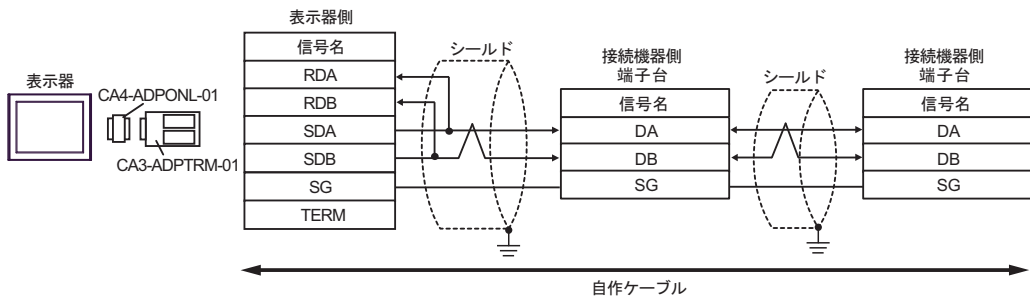 表示器
CA4-ADPONL-01
CA3-ADPTRM-01
表示器側
信号名
RDA
RDB
SDA
SDB
SG
TERM
シールド
接続機器側
端子台
信号名
DA
DB
SG
シールド
接続機器側
端子台
信号名
DA
DB
SG
自作ケーブル